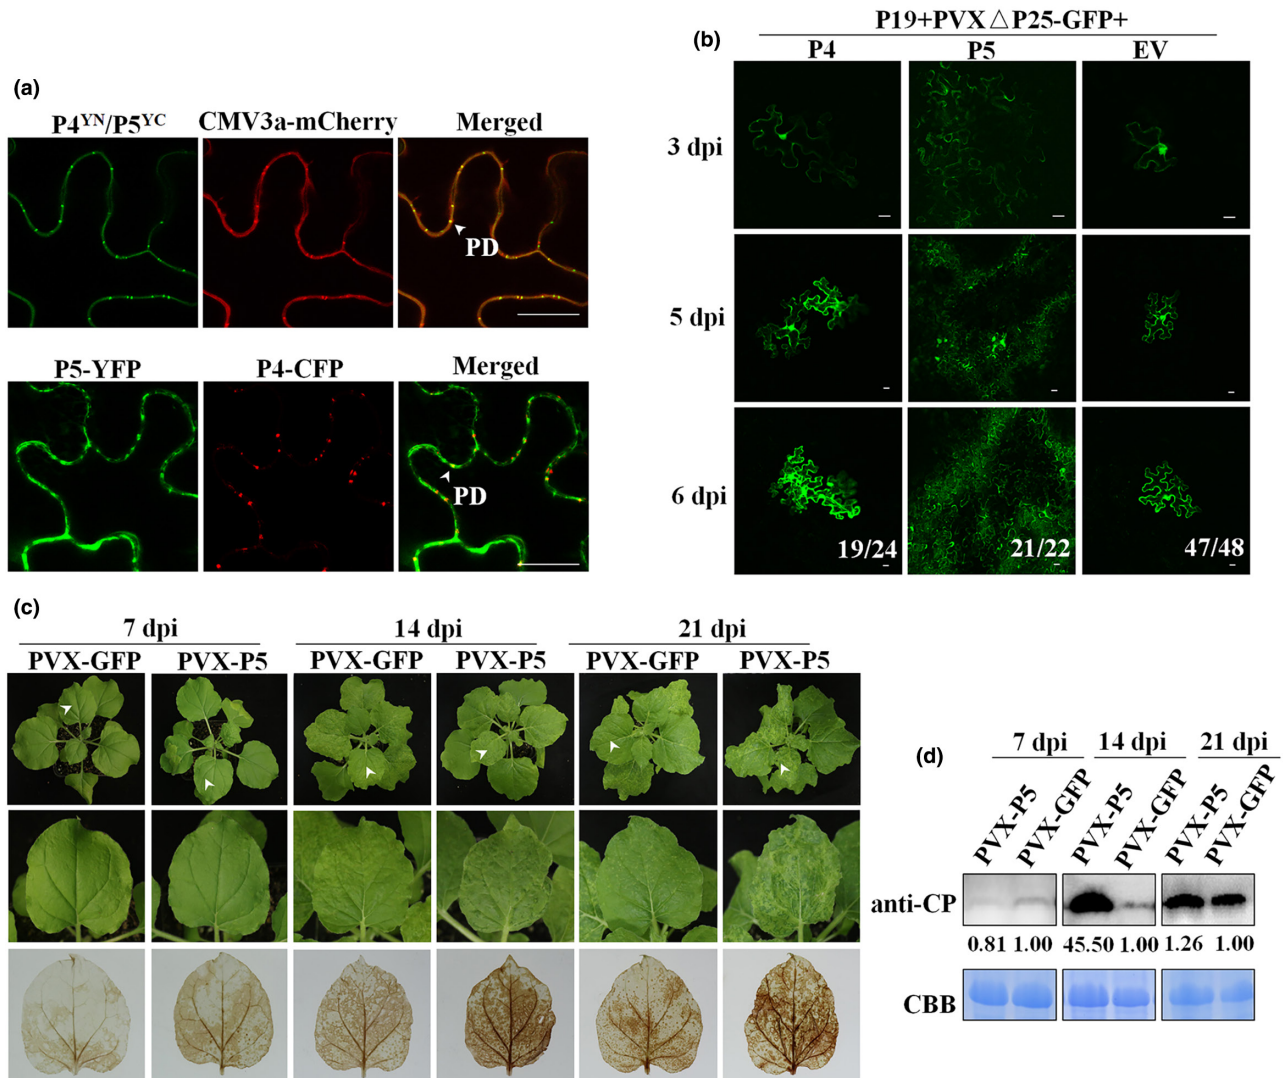 (a)
P4YN/P5YC CMV3a-mCherry Merged
PD
P5-YFP P4-CFP Merged
PD
(b)
P19+PVX△P25-GFP+
P4 P5 EV
3 dpi
5 dpi
6 dpi
19/24 21/22 47/48
(c)
7 dpi 14 dpi 21 dpi
PVX-GFP PVX-P5 PVX-GFP PVX-P5 PVX-GFP PVX-P5
(d)
7 dpi 14 dpi 21 dpi
PVX-P5 PVX-GFP PVX-P5 PVX-GFP PVX-P5 PVX-GFP
anti-CP
0.81 1.00 45.50 1.00 1.26 1.00
CBB